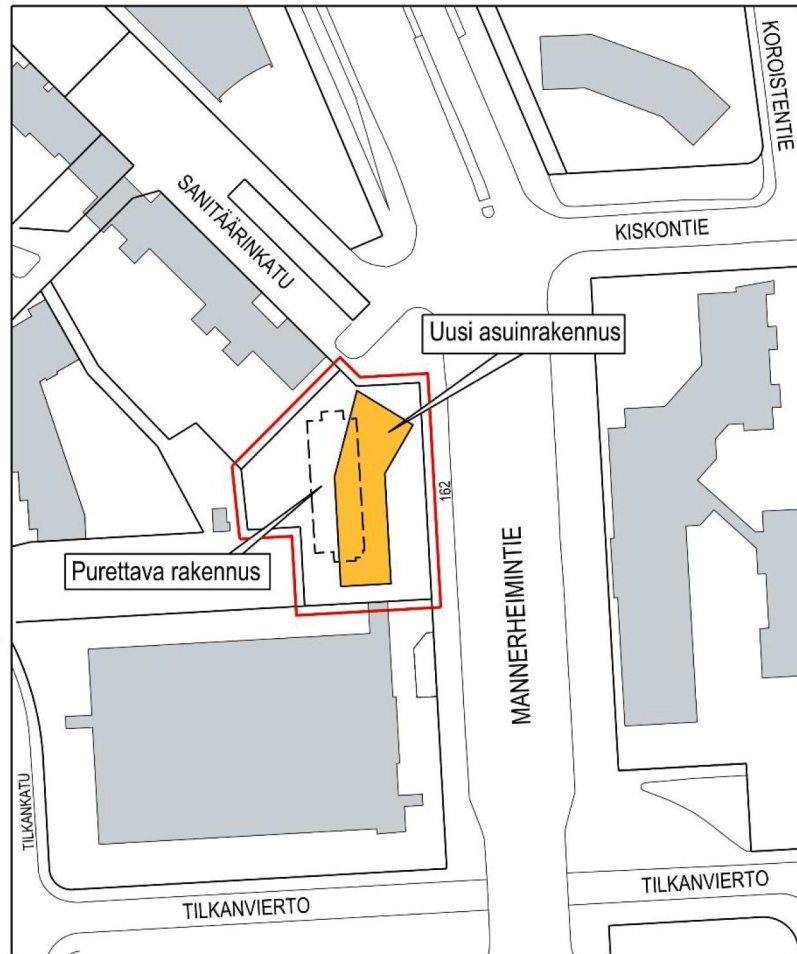 KOROISTENTIE
SANITÄÄRINKATU
KISKONTIE
Uusi asuinrakennus
162
Purettava rakennus
MANNERHEIMINTIE
TILKANKATU
TILKANVIERTO
TILKANVIERTO